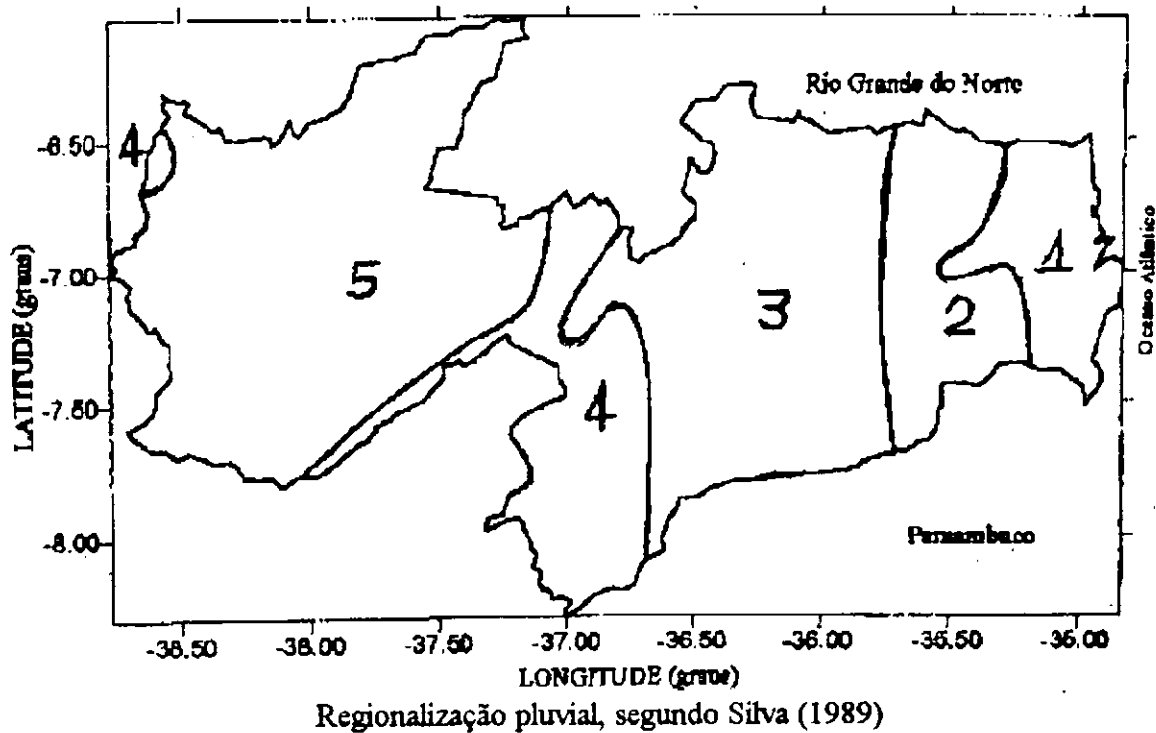 Rio Grande do Norte
4
-6.50
5
-7.00
3
2
1
4
-7.50
-8.00
LATITUDE (graus)
Oceano Atlântico
Pernambuco
-38.50 -38.00 -37.50 -37.00 -36.50 -36.00 -35.50 -35.00
LONGITUDE (graus)
Regionalização pluvial, segundo Silva (1989)